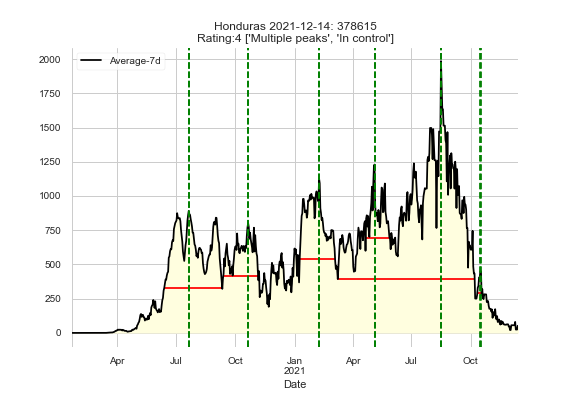 Honduras 2021-12-14: 378615
Rating:4 ['Multiple peaks', 'In control']
Average-7d
2000
1750
1500
1250
1000
750
500
250
0
Apr
Jul
Oct
Jan
2021
Apr
Jul
Oct
Date